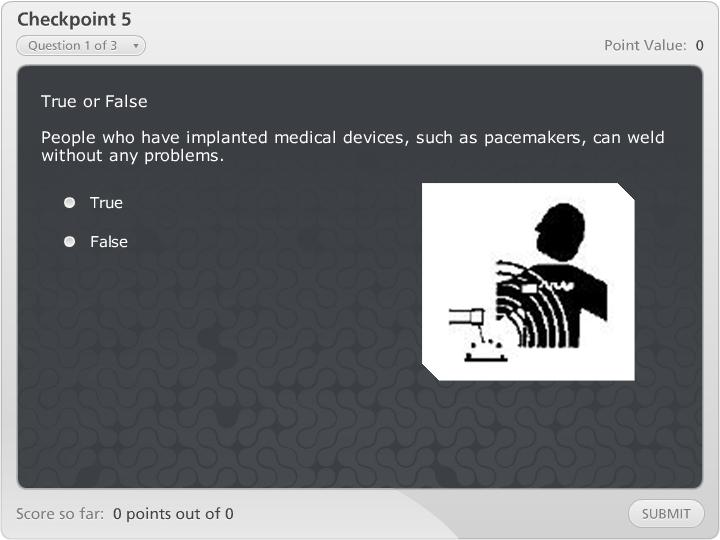 Checkpoint 5
Question 1 of 3
Point Value: 0
True or False
People who have implanted medical devices, such as pacemakers, can weld
without any problems.
True
False
Score so far: 0 points out of 0
SUBMIT